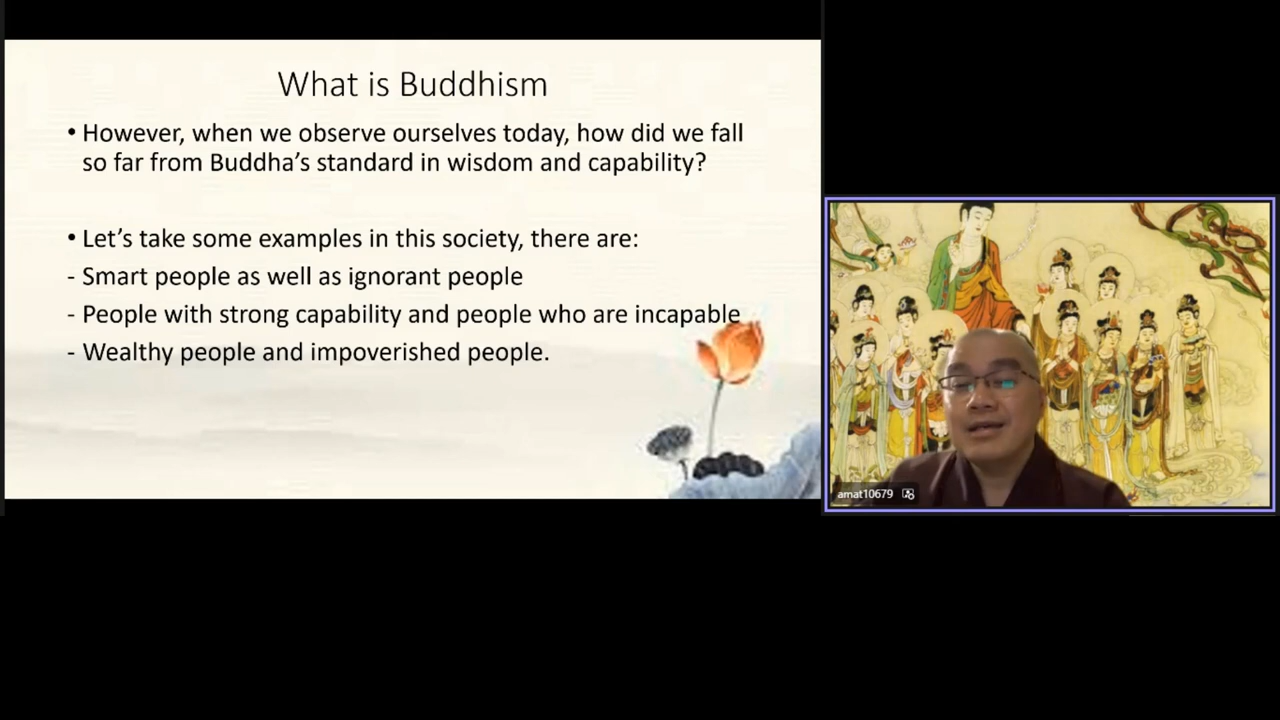 What is Buddhism
• However, when we observe ourselves today, how did we fall
so far from Buddha’s standard in wisdom and capability?
• Let’s take some examples in this society, there are:
- Smart people as well as ignorant people
- People with strong capability and people who are incapable
- Wealthy people and impoverished people.
amat10679